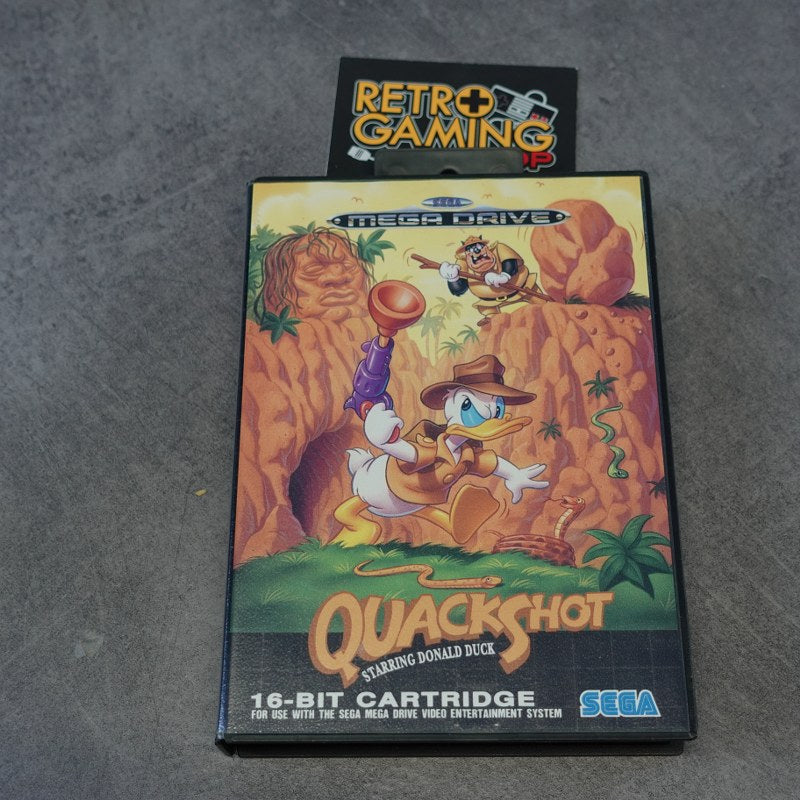 RETRO
GAMING
SEGA
MEGA DRIVE
QUACKSHOT
STARRING DONALD DUCK
16-BIT CARTRIDGE
FOR USE WITH THE SEGA MEGA DRIVE VIDEO ENTERTAINMENT SYSTEM
SEGA